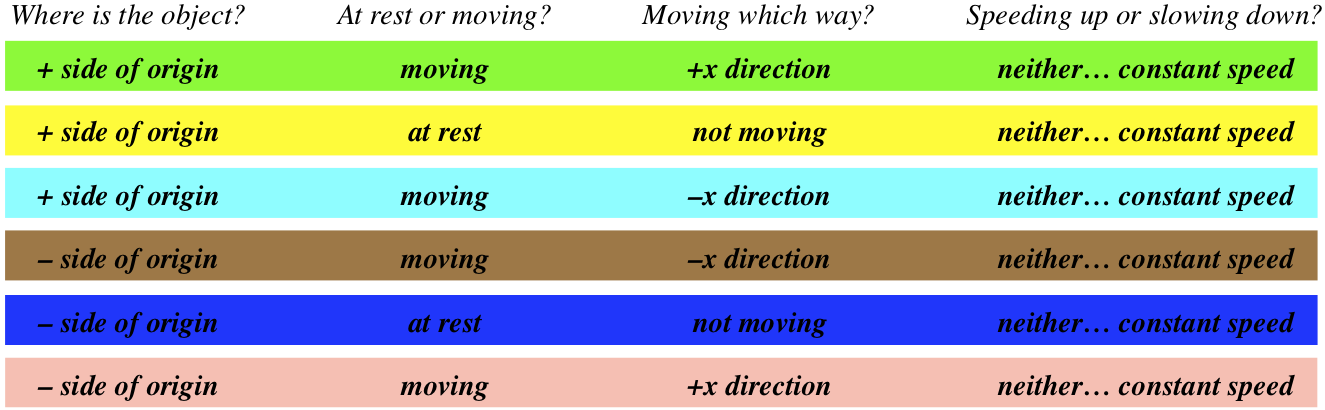 Where is the object? At rest or moving? Moving which way? Speeding up or slowing down?
+ side of origin moving +x direction neither… constant speed
+ side of origin at rest not moving neither… constant speed
+ side of origin moving –x direction neither… constant speed
– side of origin moving –x direction neither… constant speed
– side of origin at rest not moving neither… constant speed
– side of origin moving +x direction neither… constant speed